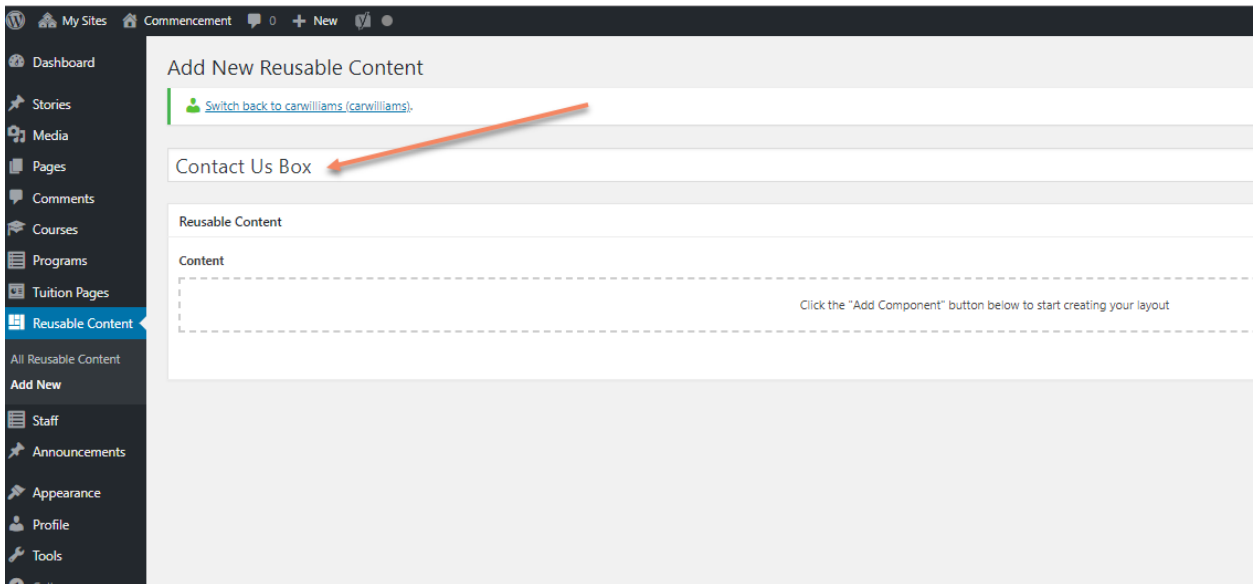 My Sites Commencement 0 New
Dashboard
Stories
Media
Pages
Comments
Courses
Programs
Tuition Pages
Reusable Content
All Reusable Content
Add New
Staff
Announcements
Appearance
Profile
Tools
Add New Reusable Content
Switch back to carwilliams (carwilliams).
Contact Us Box
Reusable Content
Content
Click the "Add Component" button below to start creating your layout